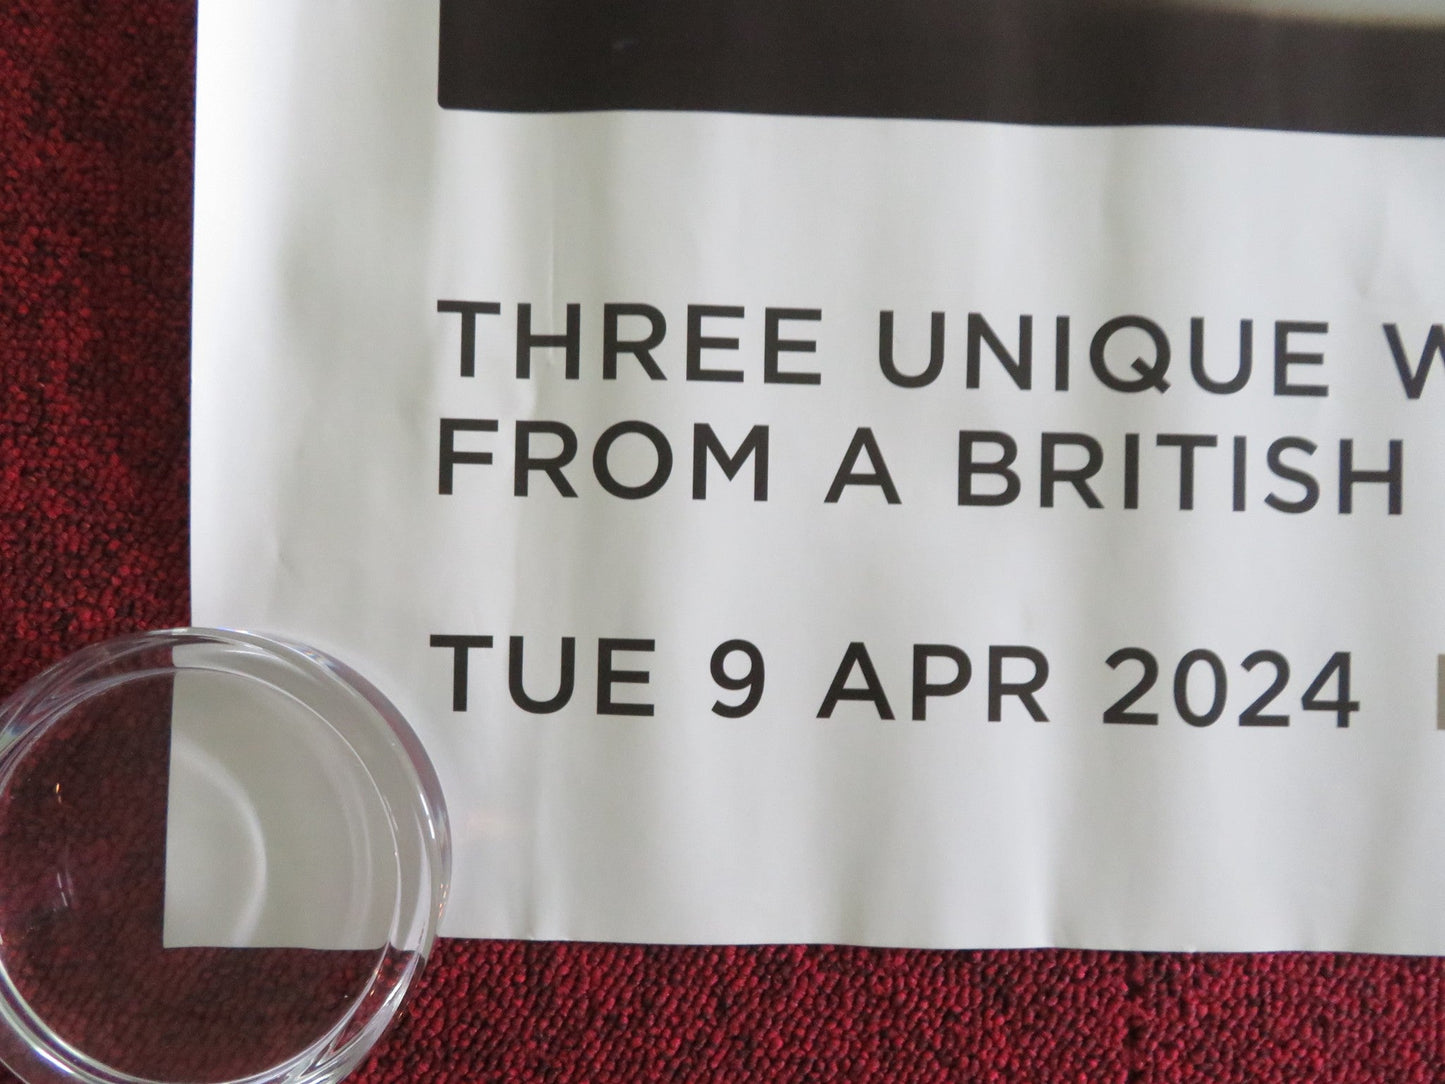 THREE UNIQUE
FROM A BRITISH
TUE 9 APR 2024